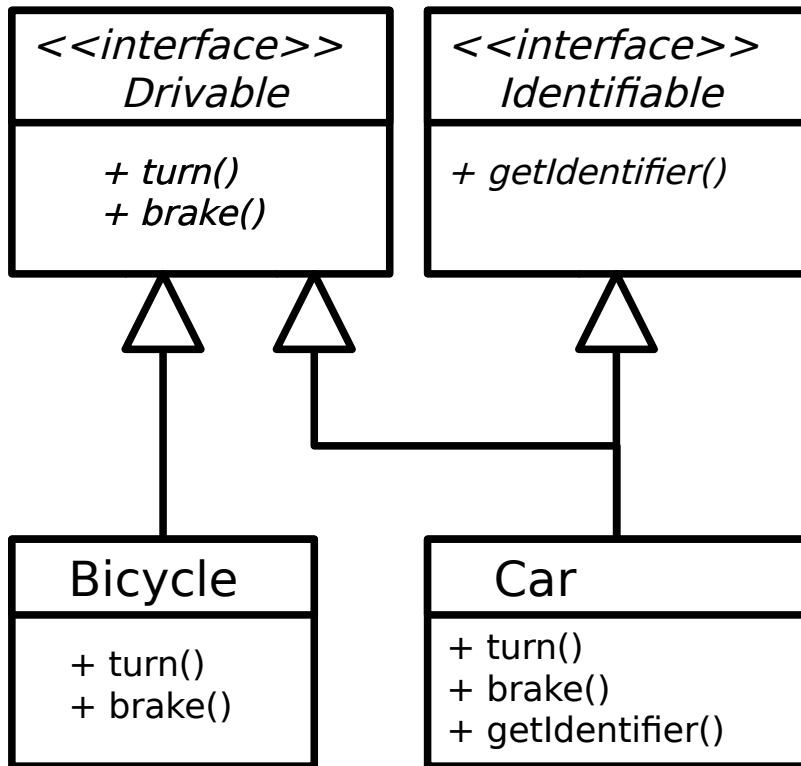 <<interface>>
Drivable
+ turn()
+ brake()
<<interface>>
Identifiable
+ getIdentifier()
Bicycle
+ turn()
+ brake()
Car
+ turn()
+ brake()
+ getIdentifier()